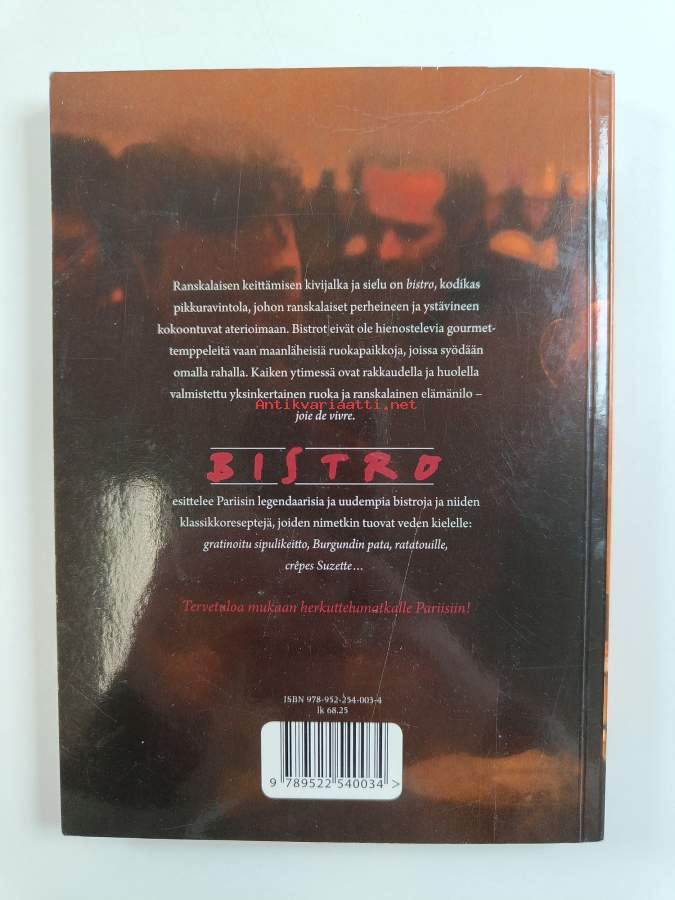 Ranskalaisen keittämisen kivijalka ja sielu on bistro, kodikas
pikkuravintola, johon ranskalaiset perheineen ja ystävineen
kokoontuvat aterioimaan. Bistrot eivät ole hienostelevia gourmet-
temppeleitä vaan maanläheisiä ruokapaikkoja, joissa syödään
omalla rahalla. Kaiken ytimessä ovat rakkaudella ja huolella
valmistettu yksinkertainen ruoka ja ranskalainen elämänilo –
Antikvariaatti.net
joie de vivre.
BISTRO
esittelee Pariisin legendaarisia ja uudempia bistroja ja niiden
klassikkoreseptejä, joiden nimetkin tuovat veden kielelle:
gratinoitu sipulikeitto, Burgundin pata, ratatouille,
crêpes Suzette…
Tervetuloa mukaan herkuttelumatkalle Pariisiin!
ISBN 978-952-254-003-4
lk 68.25
9 789522 540034 >